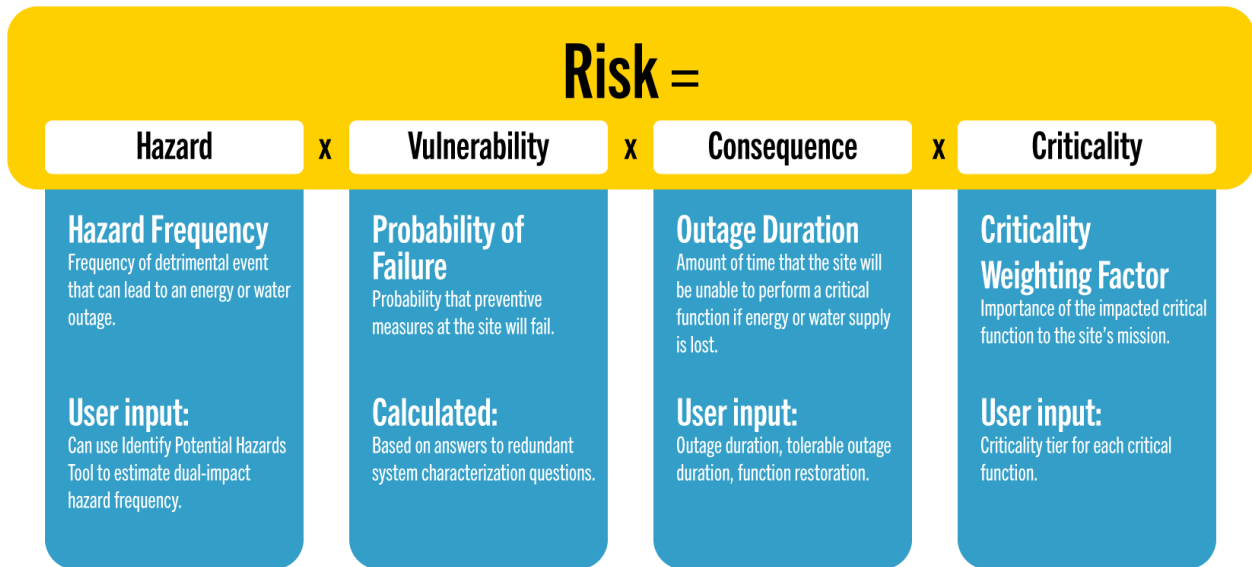 Risk =
Hazard x Vulnerability x Consequence x Criticality
Hazard Frequency
Frequency of detrimental event
that can lead to an energy or water
outage.
User input:
Can use Identify Potential Hazards
Tool to estimate dual-impact
hazard frequency.
Probability of
Failure
Probability that preventive
measures at the site will fail.
Calculated:
Based on answers to redundant
system characterization questions.
Outage Duration
Amount of time that the site will
be unable to perform a critical
function if energy or water supply
is lost.
User input:
Outage duration, tolerable outage
duration, function restoration.
Criticality
Weighting Factor
Importance of the impacted critical
function to the site's mission.
User input:
Criticality tier for each critical
function.